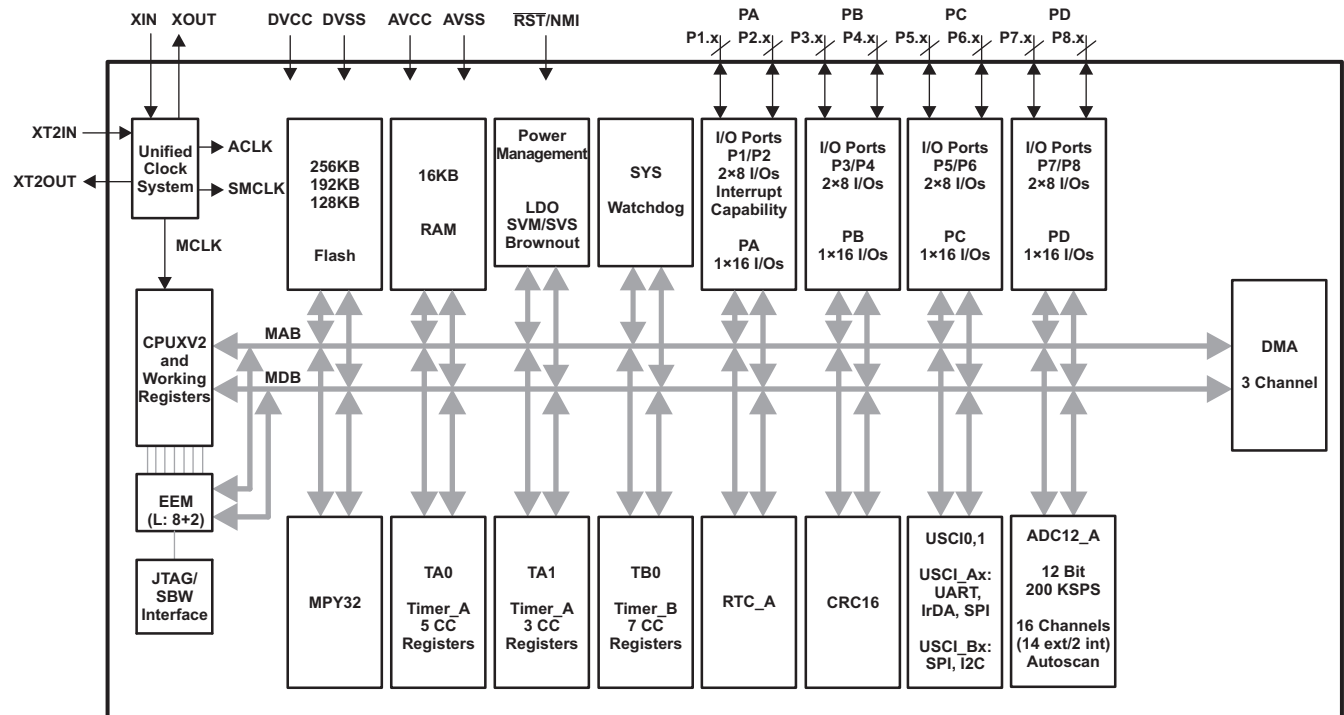 XIN XOUT DVCC DVSS AVCC AVSS RST/NMI PA PB PC PD
P1.x P2.x P3.x P4.x P5.x P6.x P7.x P8.x
XT2IN
XT2OUT
Unified
Clock
System
ACLK
SMCLK
MCLK
256KB
192KB
128KB
Flash
16KB
RAM
Power
Management
LDO
SVM/SVS
Brownout
SYS
Watchdog
I/O Ports
P1/P2
2×8 I/Os
Interrupt
Capability
PA
1×16 I/Os
I/O Ports
P3/P4
2×8 I/Os
PB
1×16 I/Os
I/O Ports
P5/P6
2×8 I/Os
PC
1×16 I/Os
I/O Ports
P7/P8
2×8 I/Os
PD
1×16 I/Os
CPUXV2
and
Working
Registers
MAB
MDB
DMA
3 Channel
EEM
(L: 8+2)
JTAG/
SBW
Interface
MPY32
TA0
Timer_A
5 CC
Registers
TA1
Timer_A
3 CC
Registers
TB0
Timer_B
7 CC
Registers
RTC_A
CRC16
USCI0,1
USCI_Ax:
UART,
IrDA, SPI
USCI_Bx:
SPI, I2C
ADC12_A
12 Bit
200 KSPS
16 Channels
(14 ext/2 int)
Autoscan